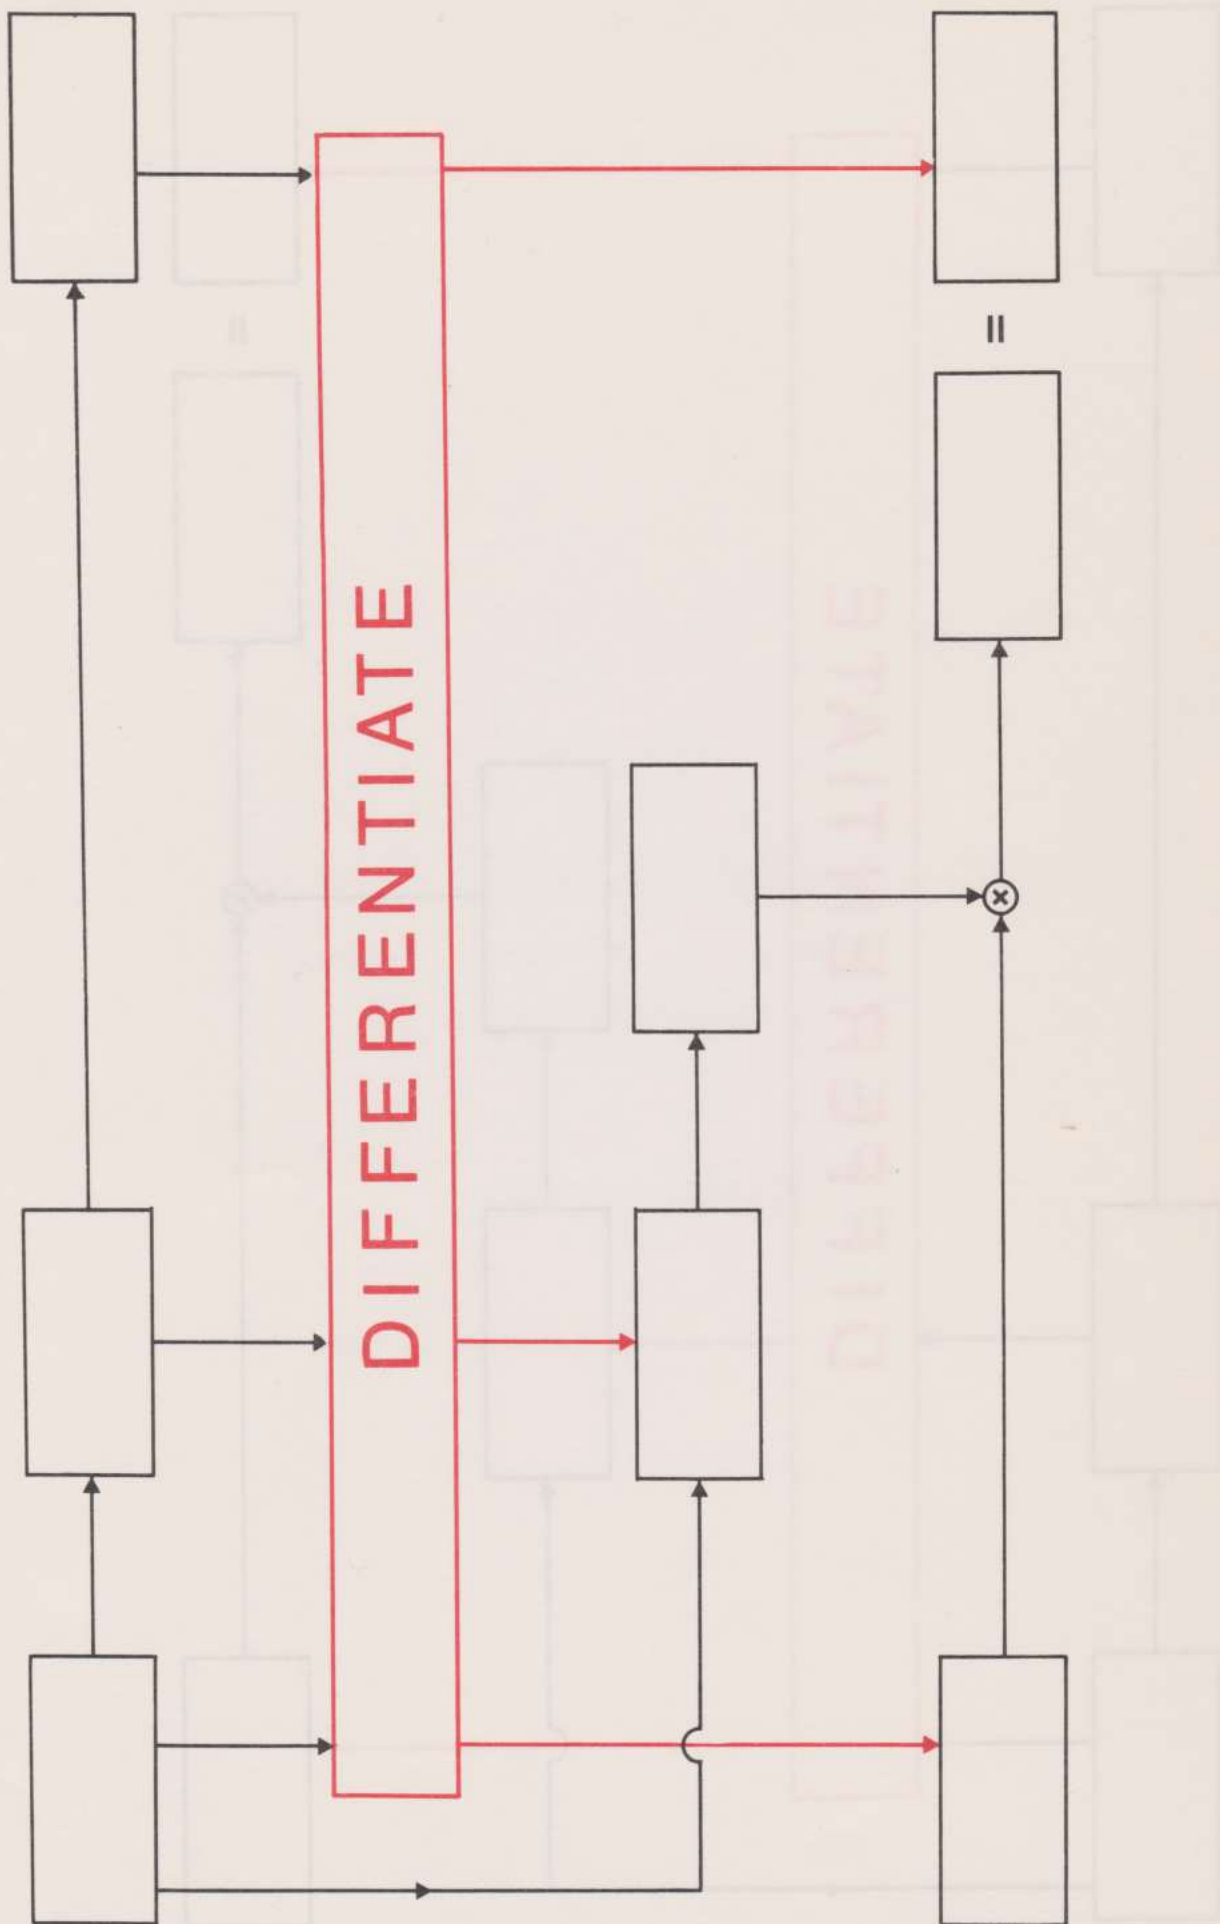 DIFFERENTIATE
=
×